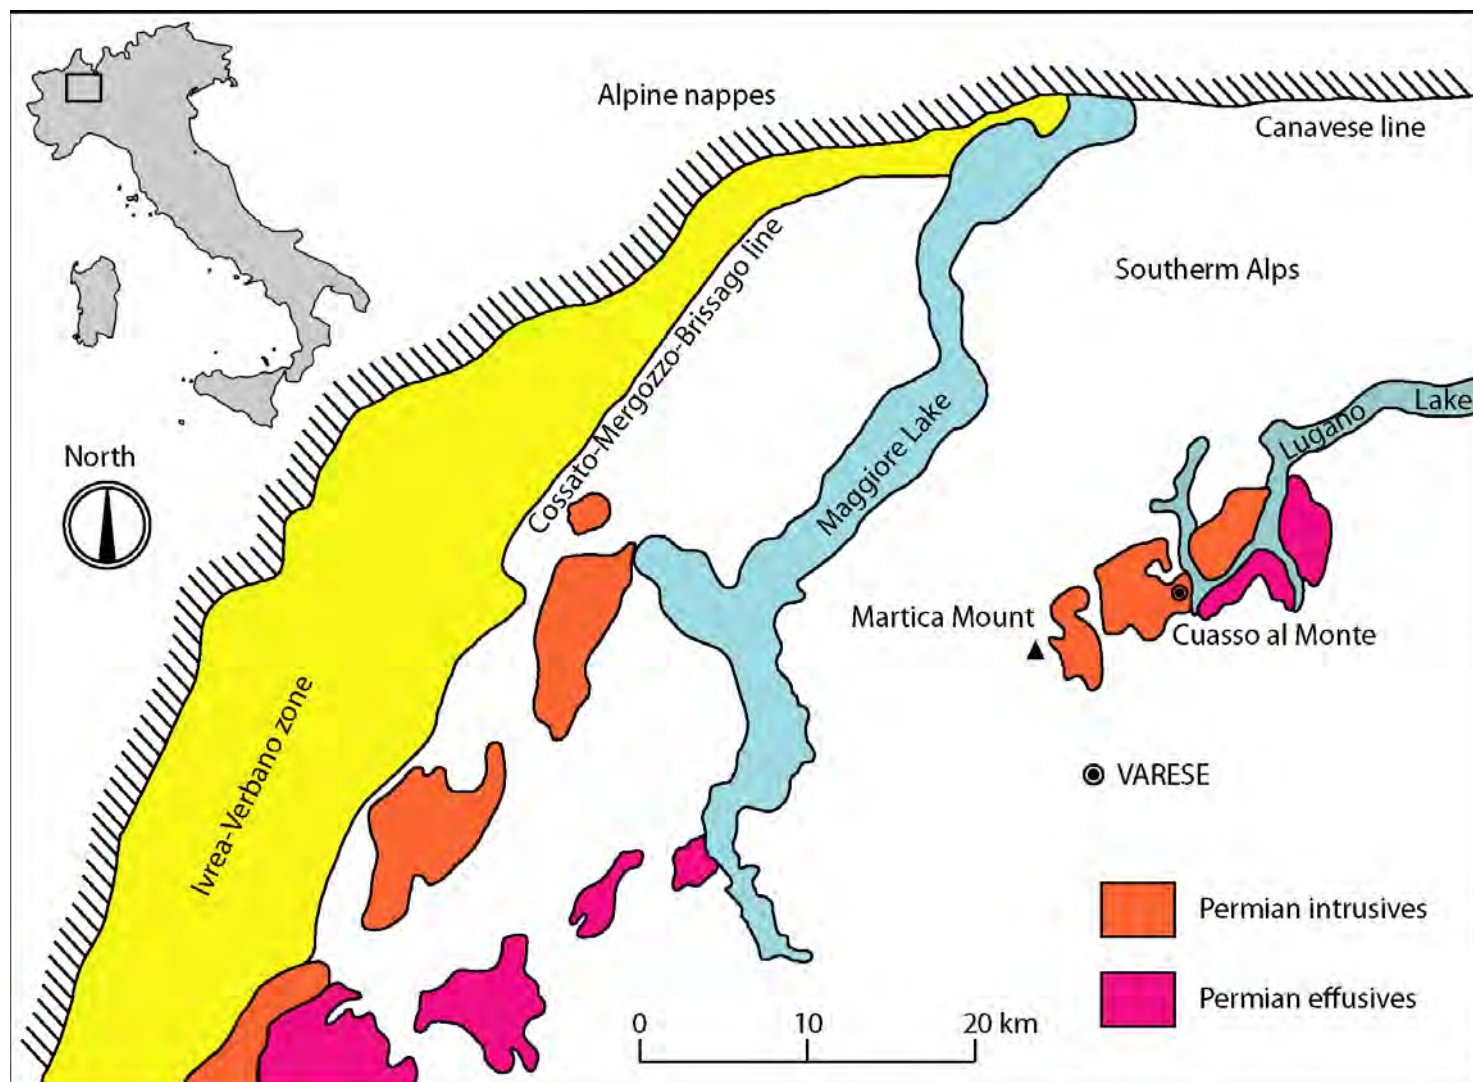 Alpine nappes
Canavese line
Southerm Alps
Cossato-Mergozzo-Brissago line
North
Maggiore Lake
Lugano Lake
Martica Mount
Cuasso al Monte
Ivrea-Verbano zone
VARESE
Permian intrusives
Permian effusives
0 10 20 km